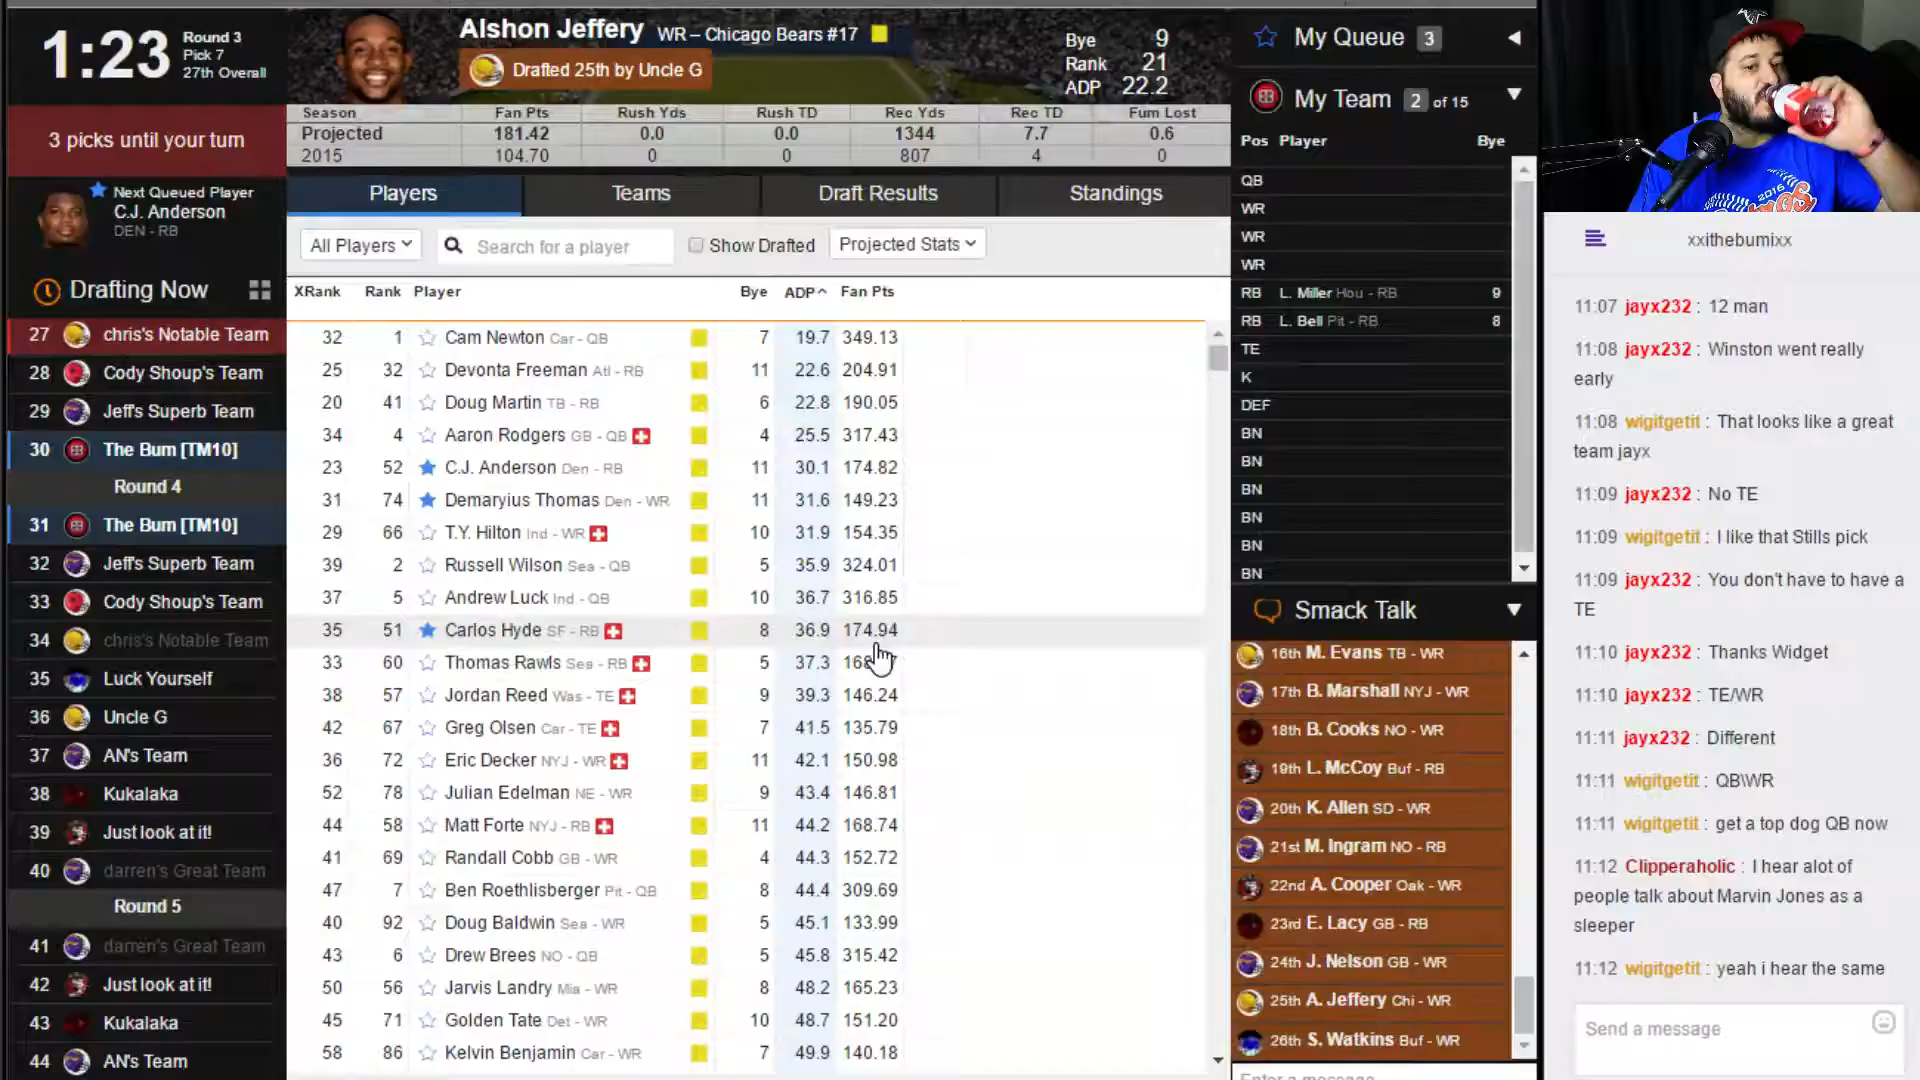 1:23
Round 3
Pick 7
27th Overall
3 picks until your turn
Next Queued Player
C.J. Anderson
DEN - RB
Drafting Now
27 chris's Notable Team
28 Cody Shoup's Team
29 Jeff's Superb Team
30 The Bum [TM10]
Round 4
31 The Bum [TM10]
32 Jeff's Superb Team
33 Cody Shoup's Team
34 chris's Notable Team
35 Luck Yourself
36 Uncle G
37 AN's Team
38 Kukalaka
39 Just look at it!
40 darren's Great Team
Round 5
41 darren's Great Team
42 Just look at it!
43 Kukalaka
44 AN's Team
Alshon Jeffery WR – Chicago Bears #17
Drafted 25th by Uncle G
Bye 9
Rank 21
ADP 22.2
Season Fan Pts Rush Yds Rush TD Rec Yds Rec TD Fum Lost
Projected 181.42 0.0 0.0 1344 7.7 0.6
2015 104.70 0 0 807 4 0
Players Teams Draft Results Standings
All Players Search for a player Show Drafted Projected Stats
XRank Rank Player Bye ADP^ Fan Pts
32 1 Cam Newton Car - QB 7 19.7 349.13
25 32 Devonta Freeman Atl - RB 11 22.6 204.91
20 41 Doug Martin TB - RB 6 22.8 190.05
34 4 Aaron Rodgers GB - QB 4 25.5 317.43
23 52 C.J. Anderson Den - RB 11 30.1 174.82
31 74 Demaryius Thomas Den - WR 11 31.6 149.23
29 66 T.Y. Hilton Ind - WR 10 31.9 154.35
39 2 Russell Wilson Sea - QB 5 35.9 324.01
37 5 Andrew Luck Ind - QB 10 36.7 316.85
35 51 Carlos Hyde SF - RB 8 36.9 174.94
33 60 Thomas Rawls Sea - RB 5 37.3
38 57 Jordan Reed Was - TE 9 39.3 146.24
42 67 Greg Olsen Car - TE 7 41.5 135.79
36 72 Eric Decker NYJ - WR 11 42.1 150.98
52 78 Julian Edelman NE - WR 9 43.4 146.81
44 58 Matt Forte NYJ - RB 11 44.2 168.74
41 69 Randall Cobb GB - WR 4 44.3 152.72
47 7 Ben Roethlisberger Pit - QB 8 44.4 309.69
40 92 Doug Baldwin Sea - WR 5 45.1 133.99
43 6 Drew Brees NO - QB 5 45.8 315.42
50 56 Jarvis Landry Mia - WR 8 48.2 165.23
45 71 Golden Tate Det - WR 10 48.7 151.20
58 86 Kelvin Benjamin Car - WR 7 49.9 140.18
My Queue 3
My Team 2 of 15
Pos Player Bye
QB
WR
WR
WR
RB L. Miller Hou - RB 9
RB L. Bell Pit - RB 8
TE
K
DEF
BN
BN
BN
BN
BN
BN
Smack Talk
16th M. Evans TB - WR
17th B. Marshall NYJ - WR
18th B. Cooks NO - WR
19th L. McCoy Buf - RB
20th K. Allen SD - WR
21st M. Ingram NO - RB
22nd A. Cooper Oak - WR
23rd E. Lacy GB - RB
24th J. Nelson GB - WR
25th A. Jeffery Chi - WR
26th S. Watkins Buf - WR
Enter a message
2016
xxithebumixx
11:07 jayx232 : 12 man
11:08 jayx232 : Winston went really
early
11:08 wigitgetit : That looks like a great
team jayx
11:09 jayx232 : No TE
11:09 wigitgetit : I like that Stills pick
11:09 jayx232 : You don't have to have a
TE
11:10 jayx232 : Thanks Widget
11:10 jayx232 : TE/WR
11:11 jayx232 : Different
11:11 wigitgetit : QB\WR
11:11 wigitgetit : get a top dog QB now
11:12 Clipperaholic : I hear alot of
people talk about Marvin Jones as a
sleeper
11:12 wigitgetit : yeah i hear the same
Send a message